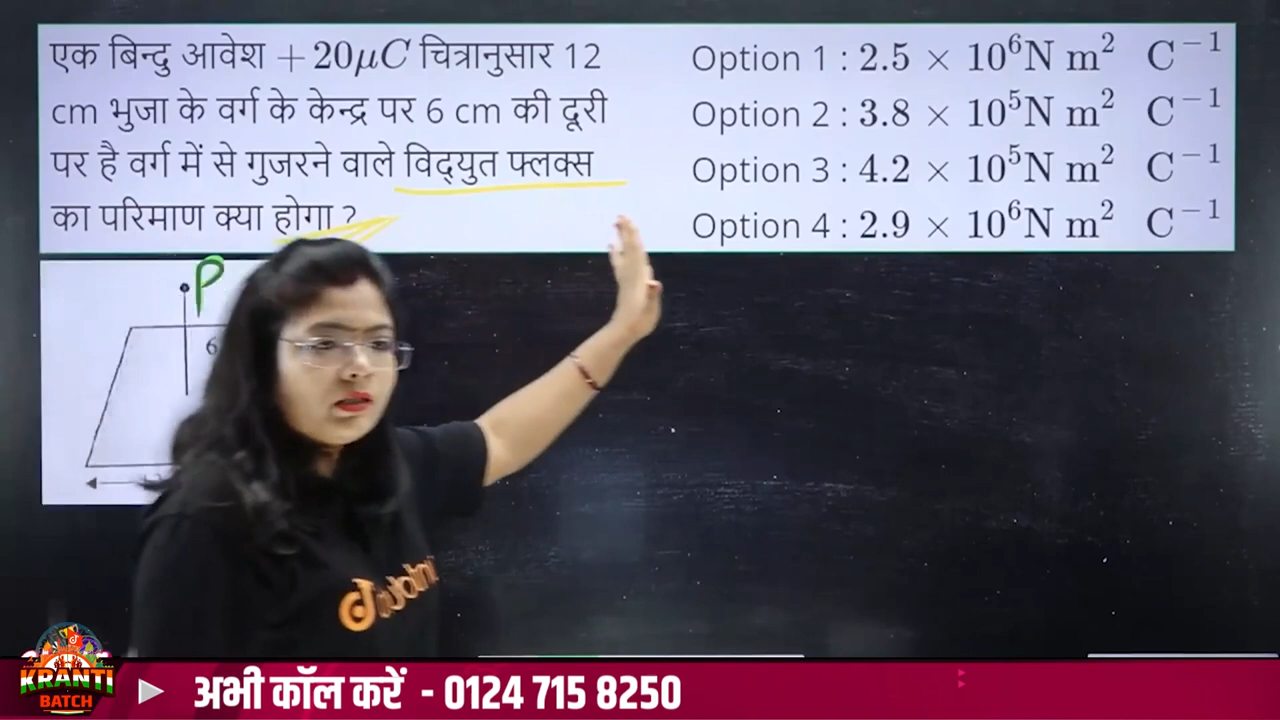 एक बिन्दु आवेश +20μC चित्रानुसार 12
cm भुजा के वर्ग के केन्द्र पर 6 cm की दूरी
पर है वर्ग में से गुजरने वाले विद्युत फ्लक्स
का परिमाण क्या होगा ?
Option 1 : 2.5 × 10⁶N m² C⁻¹
Option 2 : 3.8 × 10⁵N m² C⁻¹
Option 3 : 4.2 × 10⁵N m² C⁻¹
Option 4 : 2.9 × 10⁶N m² C⁻¹
P
6
KRANTI
BATCH
अभी कॉल करें - 0124 715 8250